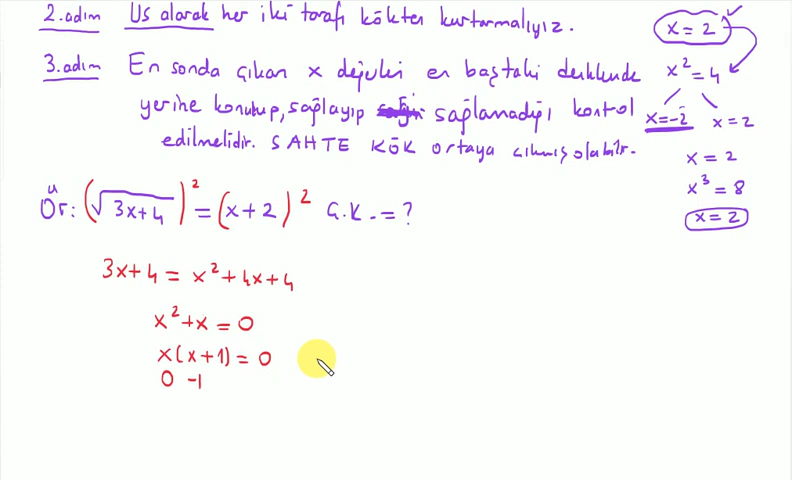 2.adım Us alarak her iki tarafı kökten kurtarmalıyız.
3.adım En sonda çıkan x değerleri en baştaki denklemde
yerine konulup, sağlayıp sağlamadığı kontrol
edilmelidir. SAHTE KÖK ortaya çıkmış olabilir.
x = 2
x² = 4
x = -2 x = 2
x = 2
x³ = 8
x = 2
Ör: (√3x+4)² = (x+2)² Ç.K. = ?
3x+4 = x²+4x+4
x²+x = 0
x(x+1) = 0
0 -1